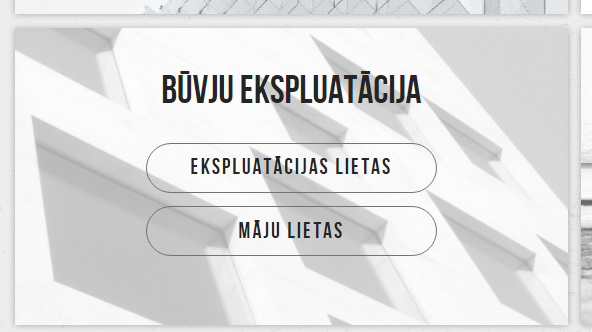 BŪVJU EKSPLUATĀCIJA
EKSPLUATĀCIJAS LIETAS
MĀJU LIETAS